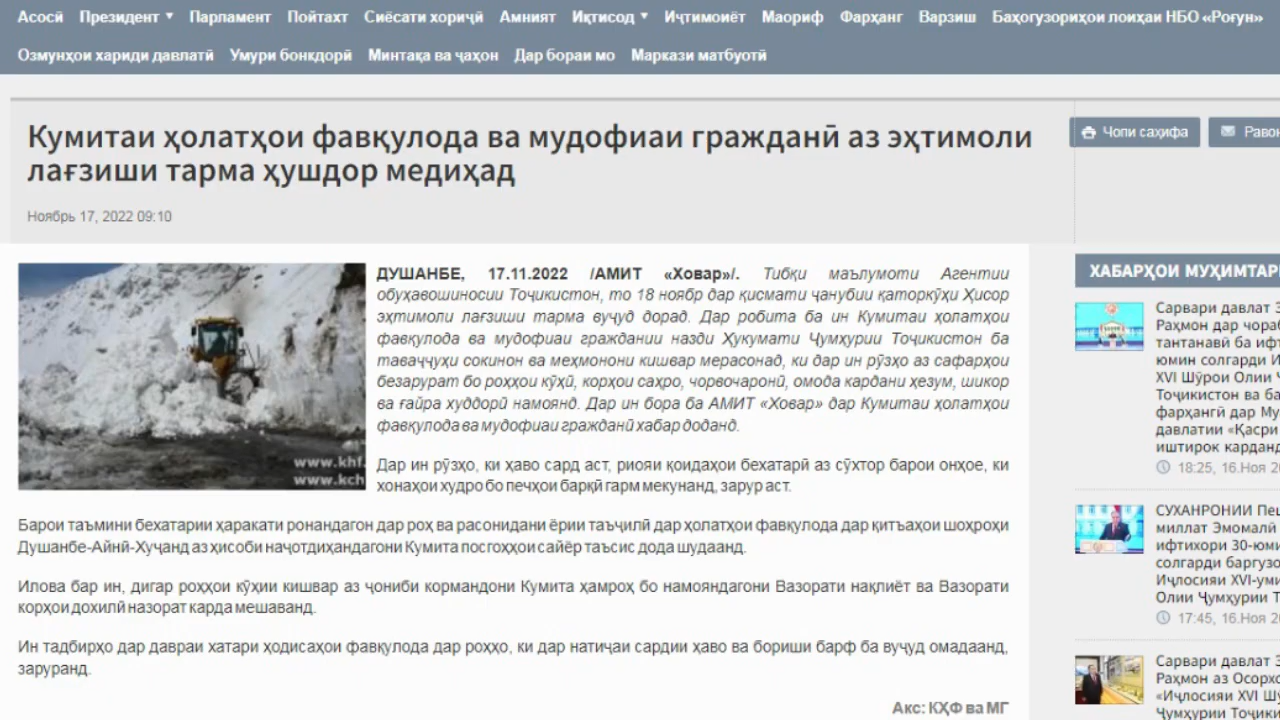 Асосӣ Президент Парламент Пойтахт Сиёсати хориҷӣ Амният Иқтисод Иҷтимоиёт Маориф Фарҳанг Варзиш Баҳогузориҳои лоиҳаи НБО «Роғун»
Озмунҳои хариди давлатӣ Умури бонкдорӣ Минтақа ва ҷаҳон Дар бораи мо Маркази матбуотӣ
Кумитаи ҳолатҳои фавқулода ва мудофиаи гражданӣ аз эҳтимоли
лағзиши тарма ҳушдор медиҳад
Чопи саҳифа
Ноябрь 17, 2022 09:10
ДУШАНБЕ, 17.11.2022 /АМИТ «Ховар»/. Тибқи маълумоти Агентии
обуҳавошиносии Тоҷикистон, то 18 ноябр дар қисмати ҷанубии қаторкӯҳи Ҳисор
эҳтимоли лағзиши тарма вуҷуд дорад. Дар робита ба ин Кумитаи ҳолатҳои
фавқулода ва мудофиаи граждании назди Ҳукумати Ҷумҳурии Тоҷикистон ба
таваҷҷуҳи сокинон ва меҳмонони кишвар мерасонад, ки дар ин рӯзҳо аз сафарҳои
безарурат бо роҳҳои кӯҳӣ, корҳои саҳро, чорвочаронӣ, омода кардани ҳезум, шикор
ва ғайра худдорӣ намоянд. Дар ин бора ба АМИТ «Ховар» дар Кумитаи ҳолатҳои
фавқулода ва мудофиаи гражданӣ хабар доданд.
www.khf.
www.kch
Дар ин рӯзҳо, ки ҳаво сард аст, риояи қоидаҳои бехатарӣ аз сӯхтор барои онҳое, ки
хонаҳои худро бо печҳои барқӣ гарм мекунанд, зарур аст.
Барои таъмини бехатарии ҳаракати ронандагон дар роҳ ва расонидани ёрии таъҷилӣ дар ҳолатҳои фавқулода дар қитъаҳои шоҳроҳи
Душанбе-Айнӣ-Хуҷанд аз ҳисоби наҷотдиҳандагони Кумита посгоҳҳои сайёр таъсис дода шудаанд.
Илова бар ин, дигар роҳҳои кӯҳии кишвар аз ҷониби кормандони Кумита ҳамроҳ бо намояндагони Вазорати нақлиёт ва Вазорати
корҳои дохилӣ назорат карда мешаванд.
Ин тадбирҳо дар давраи хатари ҳодисаҳои фавқулода дар роҳҳо, ки дар натиҷаи сардии ҳаво ва бориши барф ба вуҷуд омадаанд,
заруранд.
Акс: КҲФ ва МГ
ХАБАРҲОИ МУҲИМТАР
Сарвари давлат
Раҳмон дар
тантанавӣ ба
юмин солгарди
XVI Шӯрои Олии
Тоҷикистон ва
фарҳангӣ дар
давлатии «Қасри
иштирок карданд
18:25, 16.Ноя
СУХАНРОНИИ
миллат Эмомалӣ
ифтихори
солгарди
Иҷлосияи
Олии Ҷумҳурии
17:45, 16.Ноя
Сарвари давлат
Раҳмон аз
«Иҷлосияи XVI
Ҷумҳурии